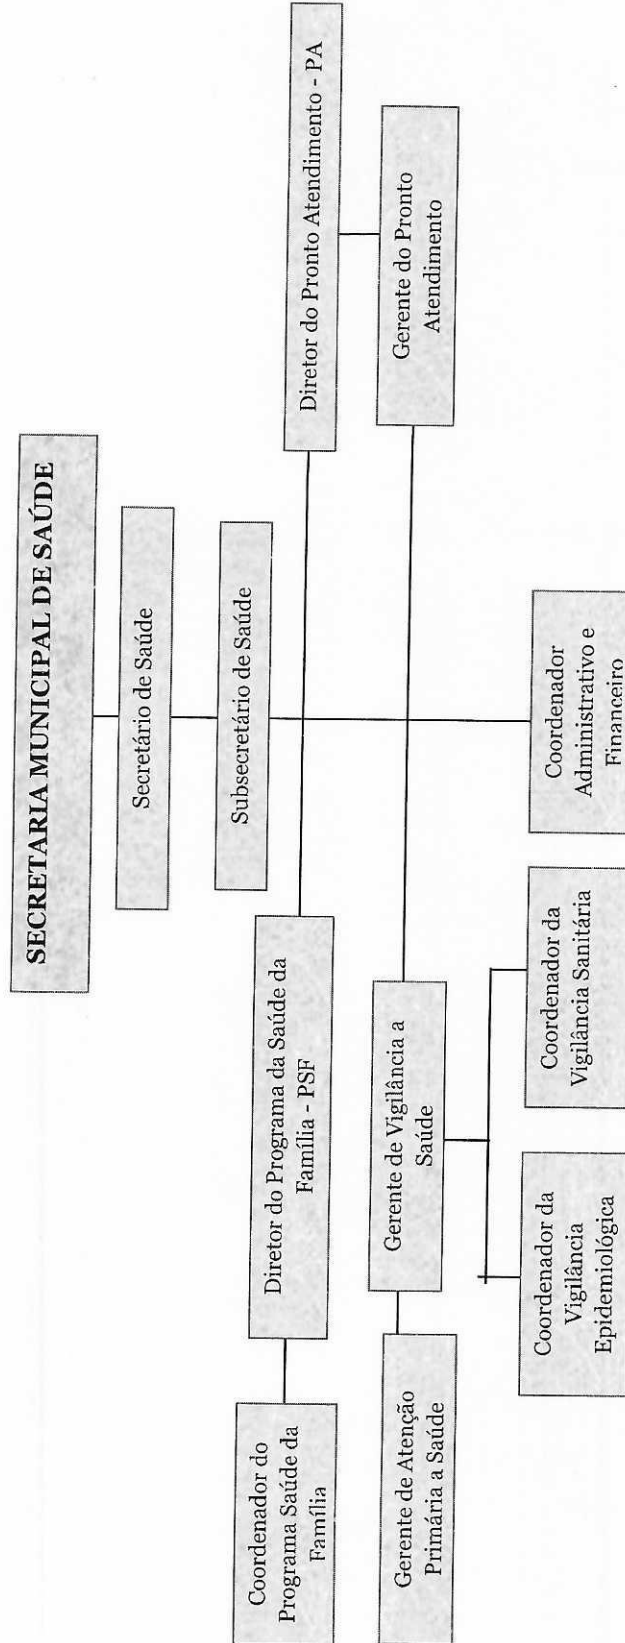 SECRETARIA MUNICIPAL DE SAÚDE
Secretário de Saúde
Subsecretário de Saúde
Coordenador do
Programa Saúde da
Família
Diretor do Programa da Saúde da
Família - PSF
Diretor do Pronto Atendimento - PA
Gerente de Atenção
Primária a Saúde
Gerente de Vigilância a
Saúde
Gerente do Pronto
Atendimento
Coordenador da
Vigilância
Epidemiológica
Coordenador da
Vigilância Sanitária
Coordenador
Administrativo e
Financeiro